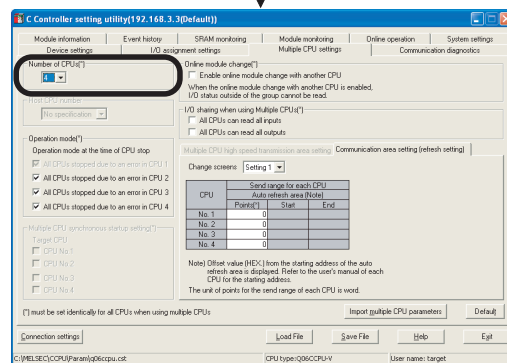 C Controller setting utility(192.168.3.3(Default))
Module information
Event history
SRAM monitoring
Module monitoring
Online operation
System settings
Device settings
I/O assignment settings
Multiple CPU settings
Communication diagnostics
Number of CPUs(*)
4
Host CPU number
No specification
Operation mode(*)
Operation mode at the time of CPU stop
All CPUs stopped due to an error in CPU 1
All CPUs stopped due to an error in CPU 2
All CPUs stopped due to an error in CPU 3
All CPUs stopped due to an error in CPU 4
Multiple CPU synchronous startup setting(*)
Target CPU
CPU No.1
CPU No.2
CPU No.3
CPU No.4
Online module change(*)
Enable online module change with another CPU
When the online module change with another CPU is enabled,
I/O status outside of the group cannot be read.
I/O sharing when using Multiple CPUs(*)
All CPUs can read all inputs
All CPUs can read all outputs
Multiple CPU high speed transmission area setting
Communication area setting (refresh setting)
Change screens Setting 1
CPU
Send range for each CPU
Auto refresh area (Note)
Points(*) Start End
No. 1 0
No. 2 0
No. 3 0
No. 4 0
Note) Offset value (HEX.) from the starting address of the auto
refresh area is displayed. Refer to the user's manual of each
CPU for the starting address.
The unit of points for the send range of each CPU is word.
(*) must be set identically for all CPUs when using multiple CPUs
Import multiple CPU parameters
Default
Connection settings
Load File
Save File
Help
Exit
C:\MELSEC\CCPU\Param\q06ccpu.cst
CPU type:Q06CCPU-V
User name: target